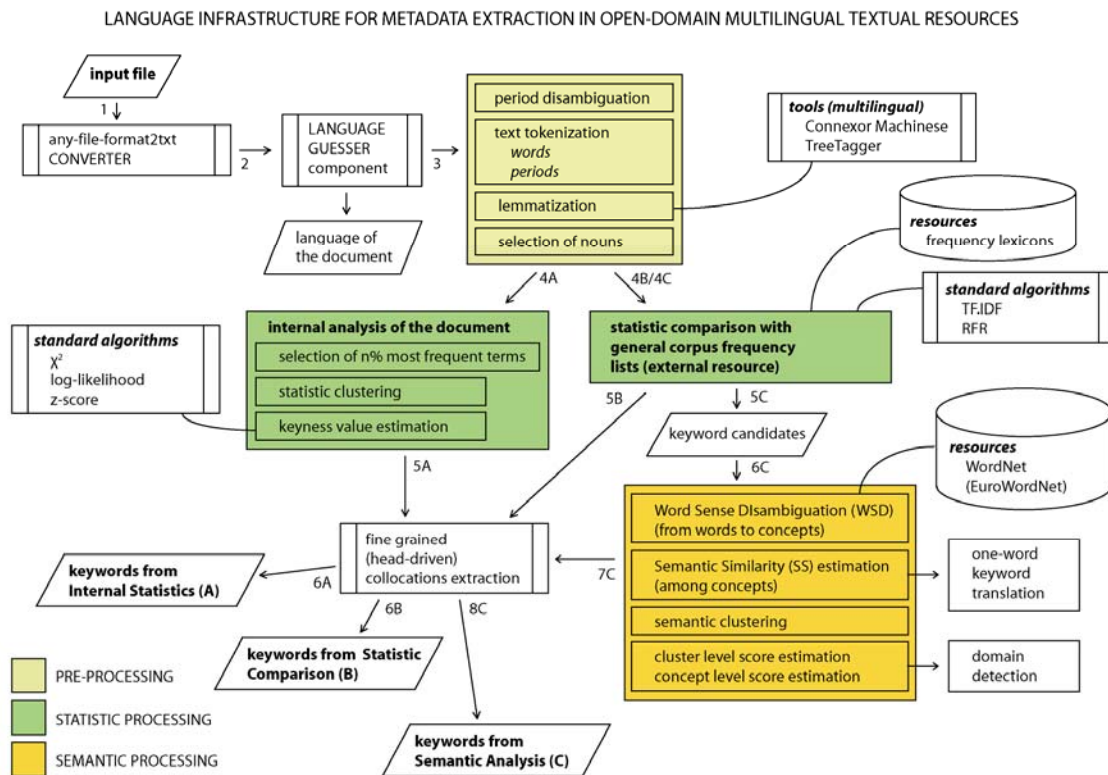 LANGUAGE INFRASTRUCTURE FOR METADATA EXTRACTION IN OPEN-DOMAIN MULTILINGUAL TEXTUAL RESOURCES
input file
1
any-file-format2txt
CONVERTER
2
LANGUAGE
GUESSER
component
3
language of
the document
period disambiguation
text tokenization
words
periods
lemmatization
selection of nouns
tools (multilingual)
Connexor Machinese
TreeTagger
resources
frequency lexicons
4A
4B/4C
standard algorithms
TF.IDF
RFR
standard algorithms
χ²
log-likelihood
z-score
internal analysis of the document
selection of n% most frequent terms
statistic clustering
keyness value estimation
statistic comparison with
general corpus frequency
lists (external resource)
5A
5B
5C
keyword candidates
6C
resources
WordNet
(EuroWordNet)
Word Sense DIsambiguation (WSD)
(from words to concepts)
Semantic Similarity (SS) estimation
(among concepts)
semantic clustering
cluster level score estimation
concept level score estimation
one-word
keyword
translation
domain
detection
7C
fine grained
(head-driven)
collocations extraction
6A
6B
8C
keywords from
Internal Statistics (A)
keywords from Statistic
Comparison (B)
keywords from
Semantic Analysis (C)
PRE-PROCESSING
STATISTIC PROCESSING
SEMANTIC PROCESSING